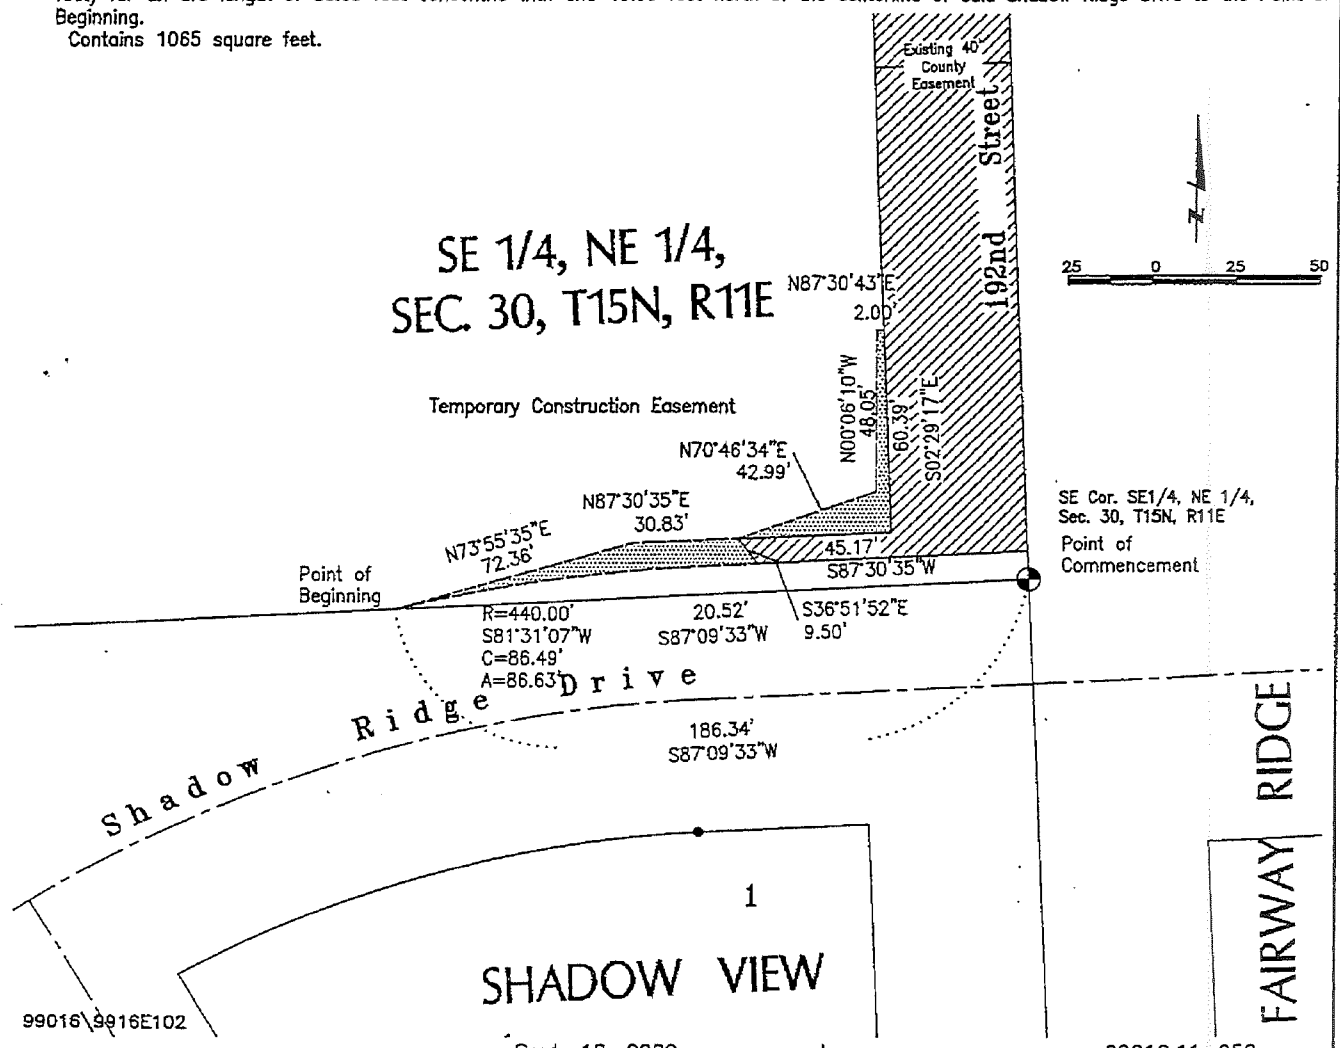 Beginning.
Contains 1065 square feet.
Existing 40'
County
Easement
192nd Street
SE 1/4, NE 1/4,
SEC. 30, T15N, R11E
N87°30'43"E
2.00'
25 0 25 50
N
Temporary Construction Easement
N00°06'10"W
48.05'
60.39
S02°29'17"E
N70°46'34"E
42.99'
N87°30'35"E
30.83'
N73°55'35"E
72.36'
SE Cor. SE1/4, NE 1/4,
Sec. 30, T15N, R11E
Point of
Commencement
45.17'
S87°30'35"W
Point of
Beginning
R=440.00'
S81°31'07"W
C=86.49'
A=86.63'
20.52'
S87°09'33"W
S36°51'52"E
9.50'
Shadow Ridge Drive
186.34'
S87°09'33"W
1
SHADOW VIEW
FAIRWAY RIDGE
99016\9916E102